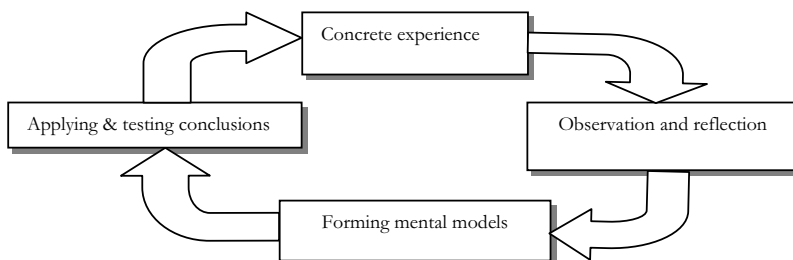 Concrete experience
Applying & testing conclusions
Observation and reflection
Forming mental models